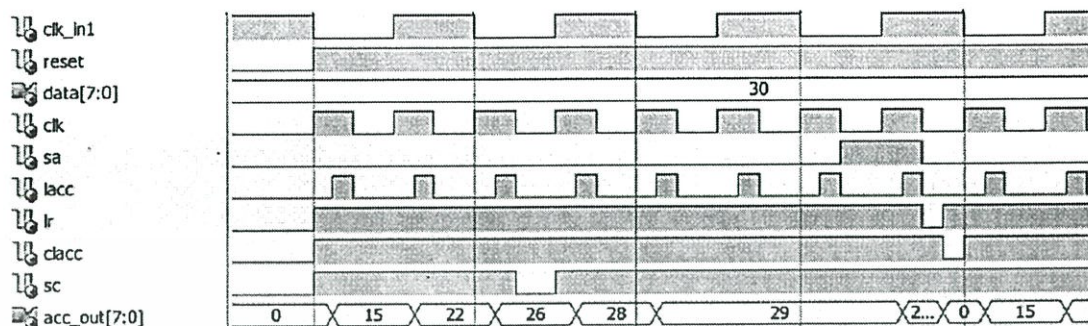 clk_in1
reset
data[7:0] 30
clk
sa
lacc
lr
clacc
sc
acc_out[7:0] 0 15 22 26 28 29 2... 0 15